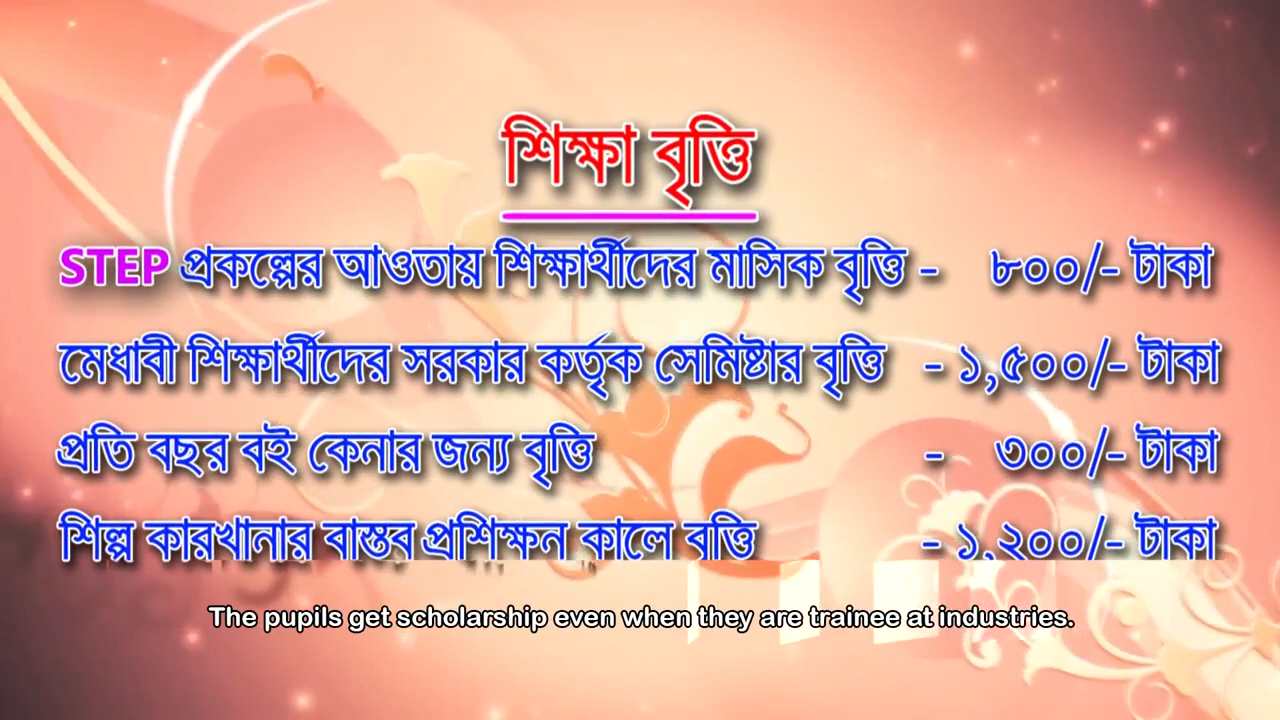 শিক্ষা বৃত্তি
STEP প্রকল্পের আওতায় শিক্ষার্থীদের মাসিক বৃত্তি - ৮০০/- টাকা
মেধাবী শিক্ষার্থীদের সরকার কর্তৃক সেমিষ্টার বৃত্তি - ১,৫০০/- টাকা
প্রতি বছর বই কেনার জন্য বৃত্তি - ৩০০/- টাকা
শিল্প কারখানার বাস্তব প্রশিক্ষন কালে বৃত্তি - ১,২০০/- টাকা
The pupils get scholarship even when they are trainee at industries.